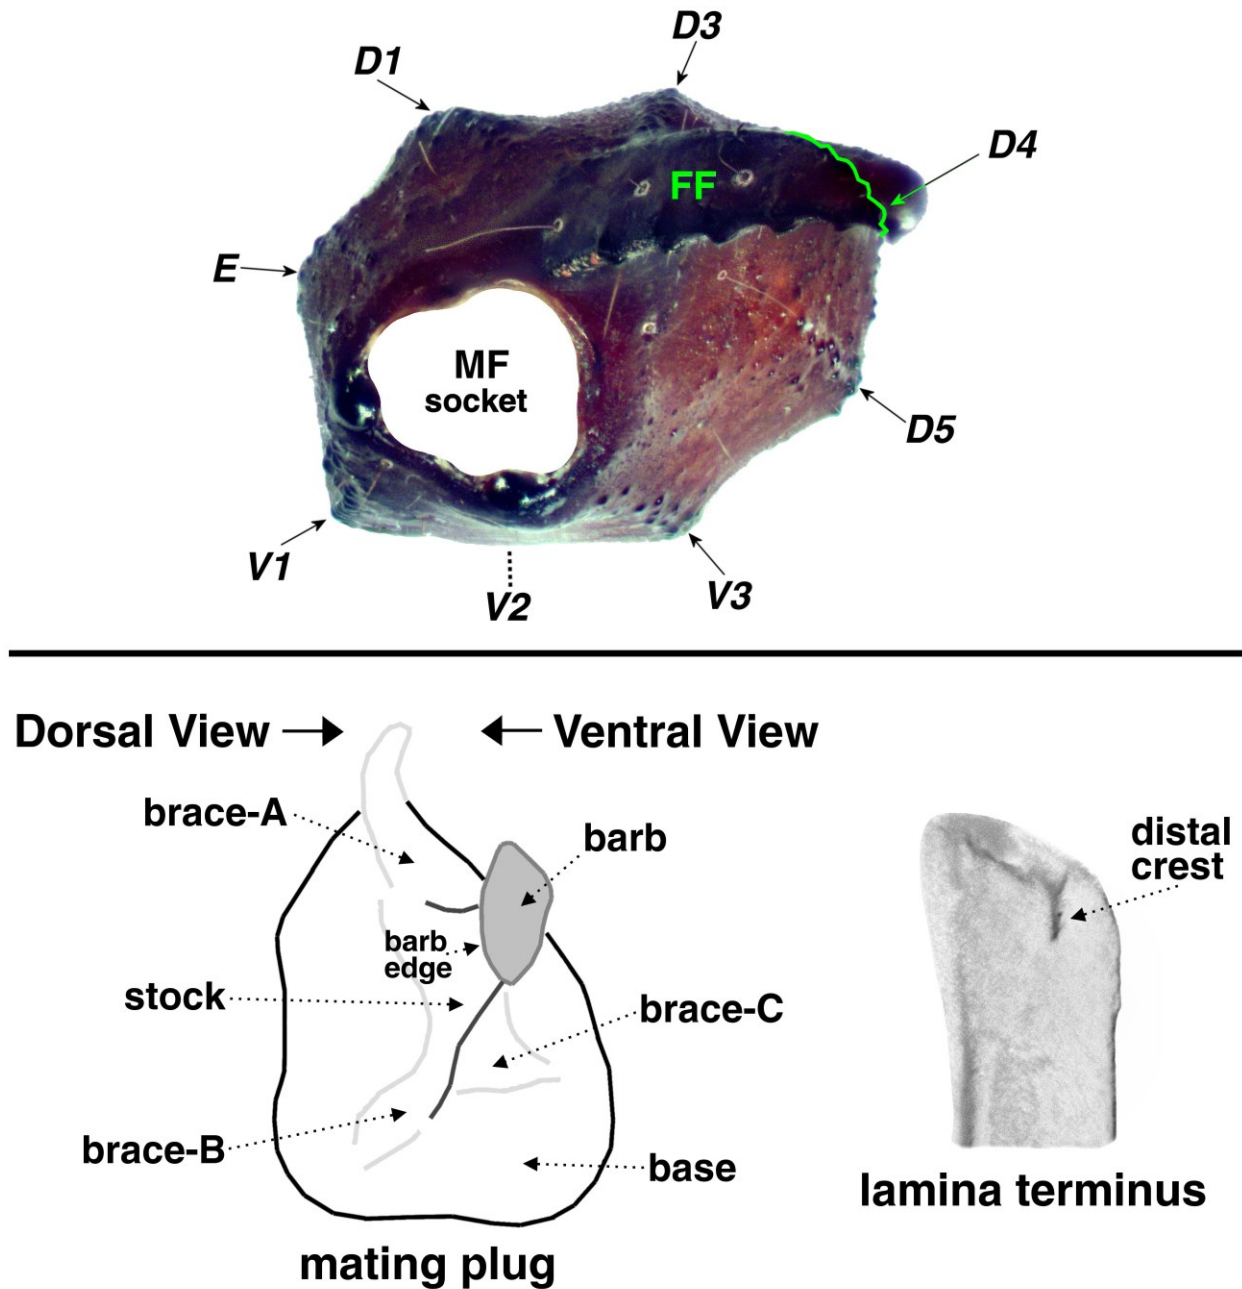 D3
D1
D4
FF
E
MF
socket
D5
V1
V2
V3
Dorsal View
Ventral View
brace-A
barb
distal
crest
barb
edge
stock
brace-C
brace-B
base
lamina terminus
mating plug